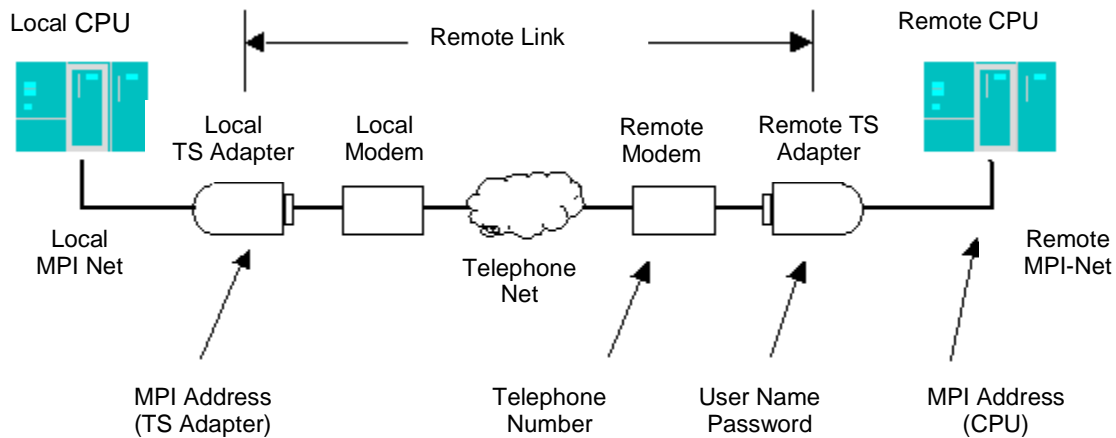 Local CPU
Remote Link
Remote CPU
Local
TS Adapter
Local
Modem
Remote
Modem
Remote TS
Adapter
Local
MPI Net
Telephone
Net
Remote
MPI-Net
MPI Address
(TS Adapter)
Telephone
Number
User Name
Password
MPI Address
(CPU)